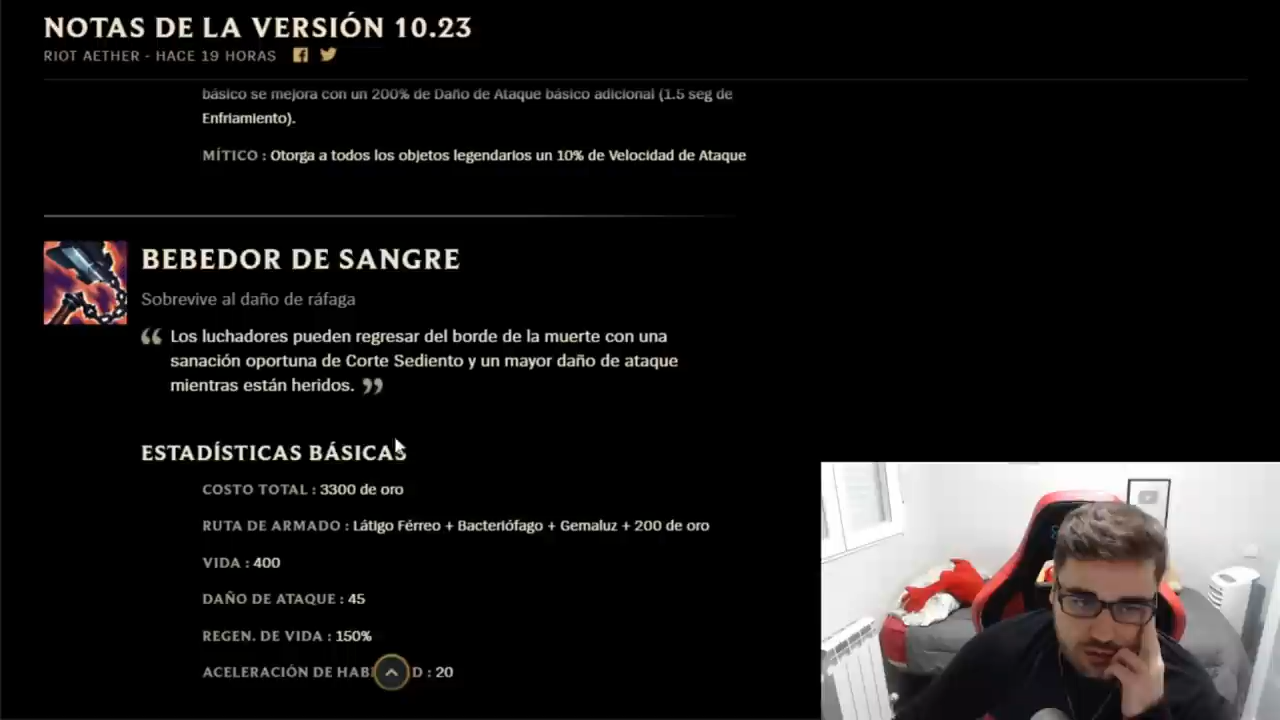 NOTAS DE LA VERSIÓN 10.23
RIOT AETHER - HACE 19 HORAS
básico se mejora con un 200% de Daño de Ataque básico adicional (1.5 seg de
Enfriamiento).
MÍTICO : Otorga a todos los objetos legendarios un 10% de Velocidad de Ataque
BEBEDOR DE SANGRE
Sobrevive al daño de ráfaga
“ Los luchadores pueden regresar del borde de la muerte con una
sanación oportuna de Corte Sediento y un mayor daño de ataque
mientras están heridos. ”
ESTADÍSTICAS BÁSICAS
COSTO TOTAL : 3300 de oro
RUTA DE ARMADO : Látigo Férreo + Bacteriófago + Gemaluz + 200 de oro
VIDA : 400
DAÑO DE ATAQUE : 45
REGEN. DE VIDA : 150%
ACELERACIÓN DE HAB D : 20